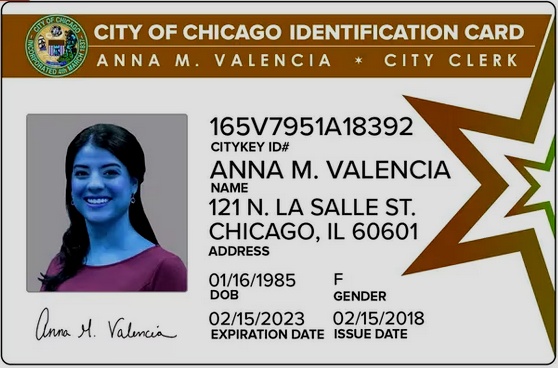 CITY OF CHICAGO IDENTIFICATION CARD
ANNA M. VALENCIA * CITY CLERK
CITY OF CHICAGO
INCORPORATED 4th MARCH 1837
165V7951A18392
CITYKEY ID#
ANNA M. VALENCIA
NAME
121 N. LA SALLE ST.
CHICAGO, IL 60601
ADDRESS
01/16/1985 F
DOB GENDER
02/15/2023 02/15/2018
EXPIRATION DATE ISSUE DATE
Anna M. Valencia